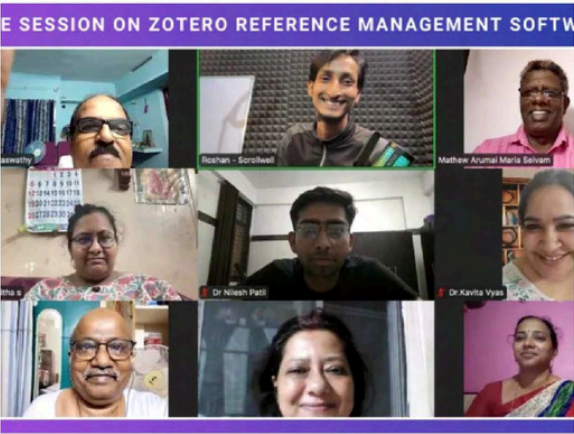 E SESSION ON ZOTERO REFERENCE MANAGEMENT SOFTW
aswathy
Roshan - Scrollwell
Mathew Arumai Maria Selvam
itha s
Dr Nilesh Patil
Dr.Kavita Vyas